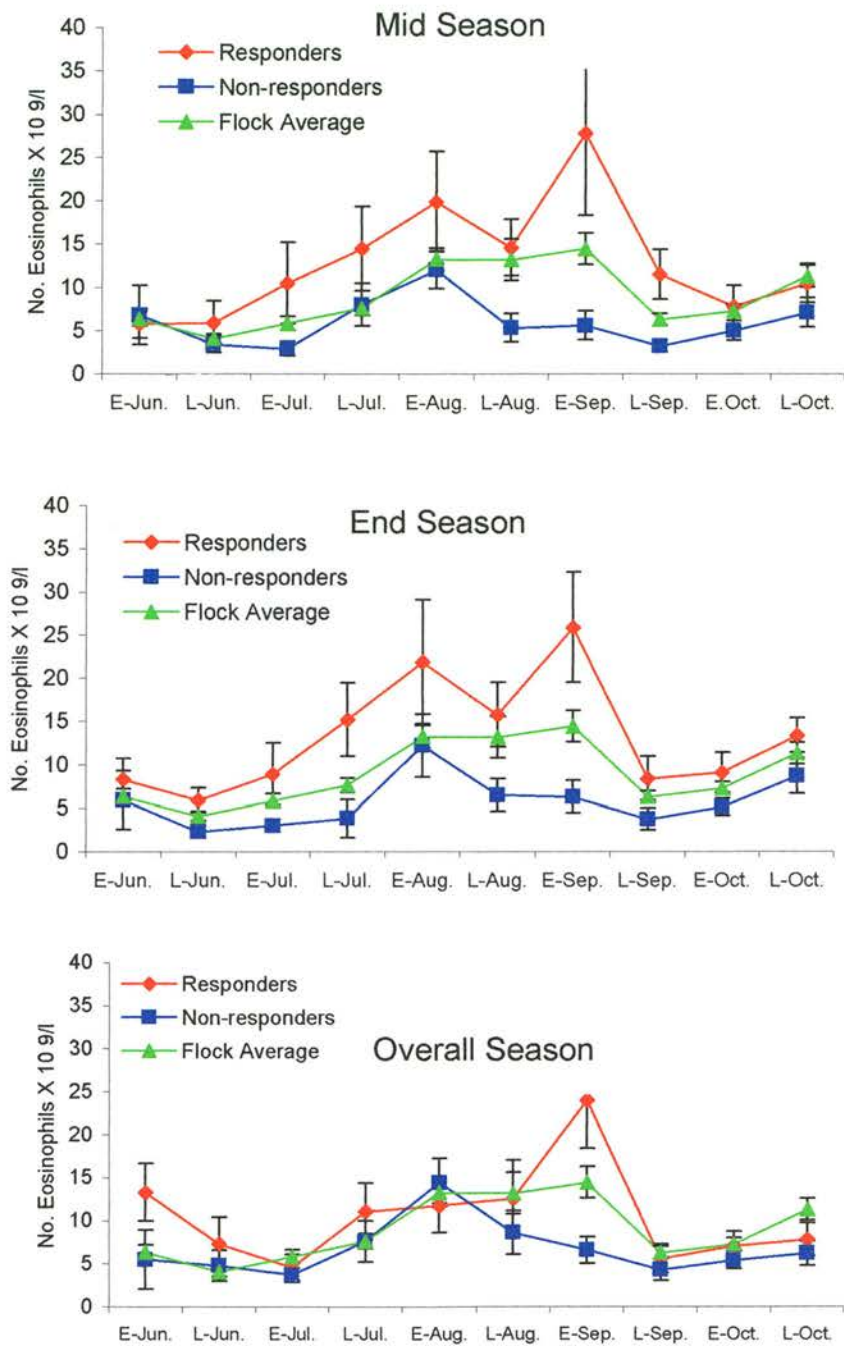 Mid Season
Responders
Non-responders
Flock Average
No. Eosinophils X 10 9/l
40
35
30
25
20
15
10
5
0
E-Jun. L-Jun. E-Jul. L-Jul. E-Aug. L-Aug. E-Sep. L-Sep. E.Oct. L-Oct.
End Season
Responders
Non-responders
Flock Average
No. Eosinophils X 10 9/l
40
35
30
25
20
15
10
5
0
E-Jun. L-Jun. E-Jul. L-Jul. E-Aug. L-Aug. E-Sep. L-Sep. E-Oct. L-Oct.
Responders
Non-responders
Flock Average
Overall Season
No. Eosinophils X 10 9/l
40
35
30
25
20
15
10
5
0
E-Jun. L-Jun. E-Jul. L-Jul. E-Aug. L-Aug. E-Sep. L-Sep. E-Oct. L-Oct.